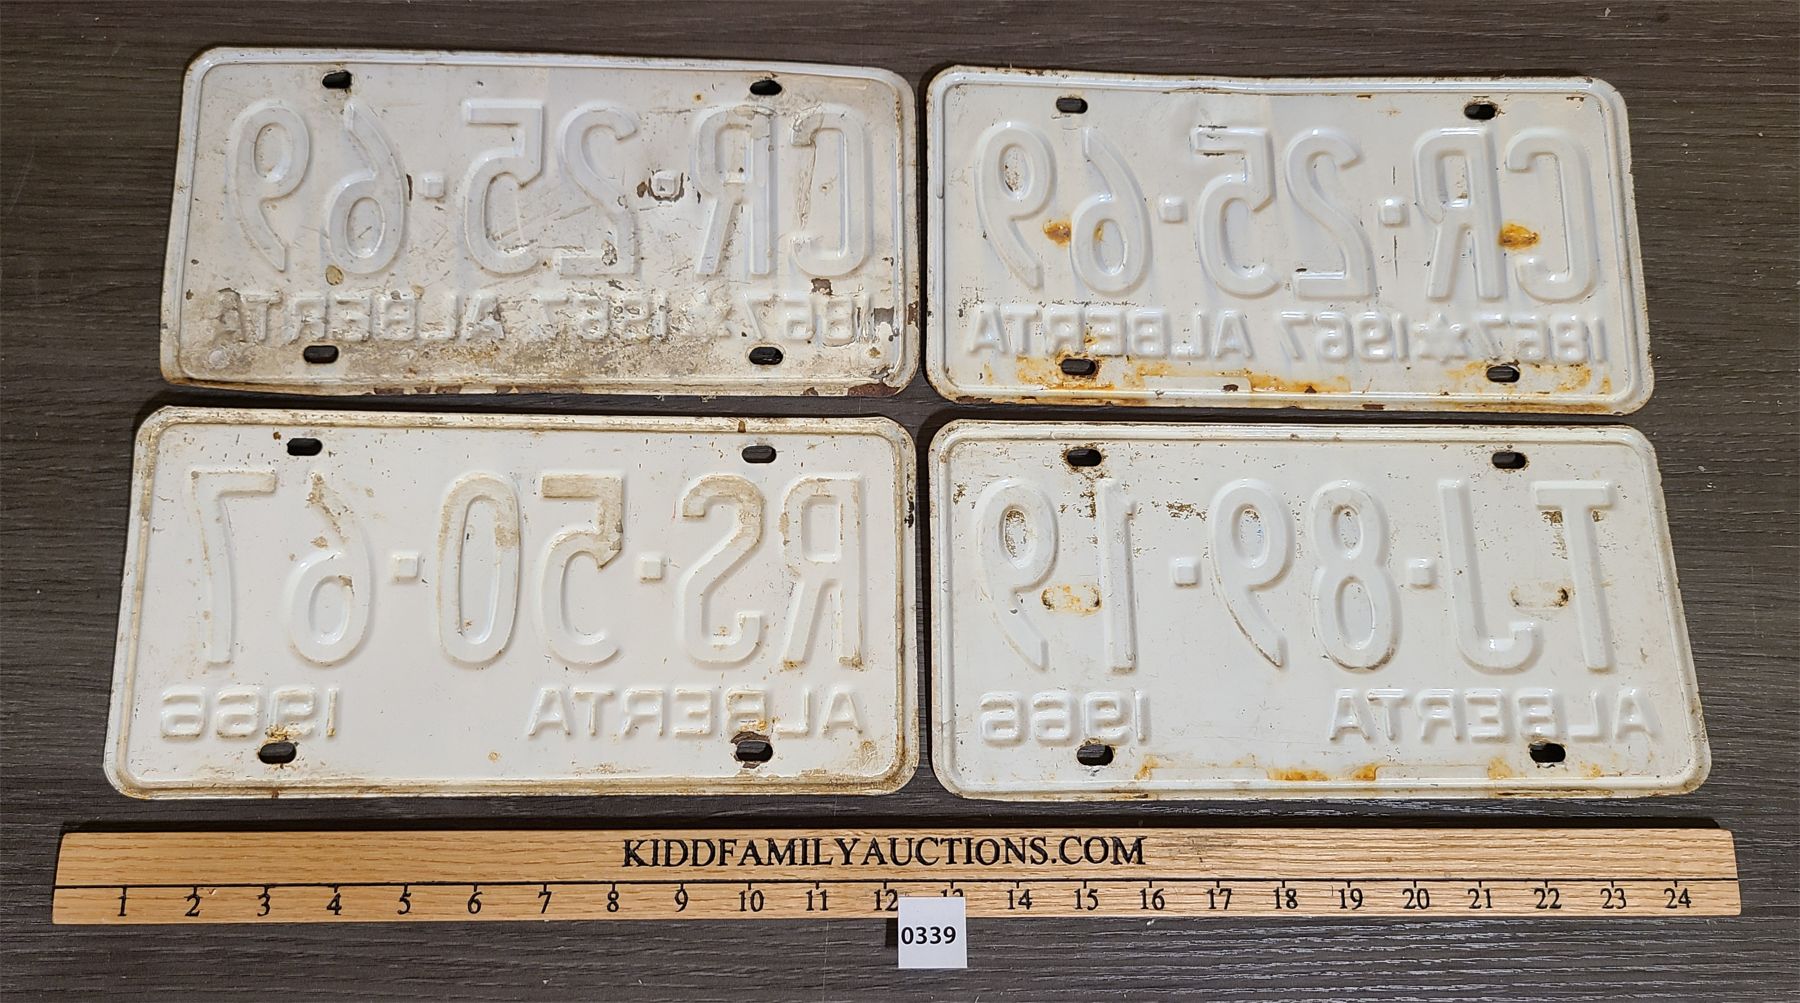 CR·25·69
1867 1967 ALBERTA
CR·25·69
1867 1967 ALBERTA
RS·50·67
ALBERTA 1966
TJ·89·19
ALBERTA 1966
KIDDFAMILYAUCTIONS.COM
1 2 3 4 5 6 7 8 9 10 11 12 13 14 15 16 17 18 19 20 21 22 23 24
0339